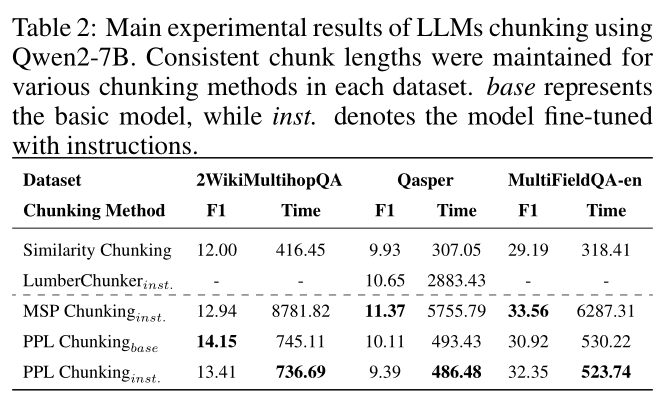 Table 2: Main experimental results of LLMs chunking using
Qwen2-7B. Consistent chunk lengths were maintained for
various chunking methods in each dataset. base represents
the basic model, while inst. denotes the model fine-tuned
with instructions.
Dataset 2WikiMultihopQA Qasper MultiFieldQA-en
Chunking Method F1 Time F1 Time F1 Time
Similarity Chunking 12.00 416.45 9.93 307.05 29.19 318.41
LumberChunker inst. - - 10.65 2883.43 - -
MSP Chunking inst. 12.94 8781.82 11.37 5755.79 33.56 6287.31
PPL Chunking base 14.15 745.11 10.11 493.43 30.92 530.22
PPL Chunking inst. 13.41 736.69 9.39 486.48 32.35 523.74